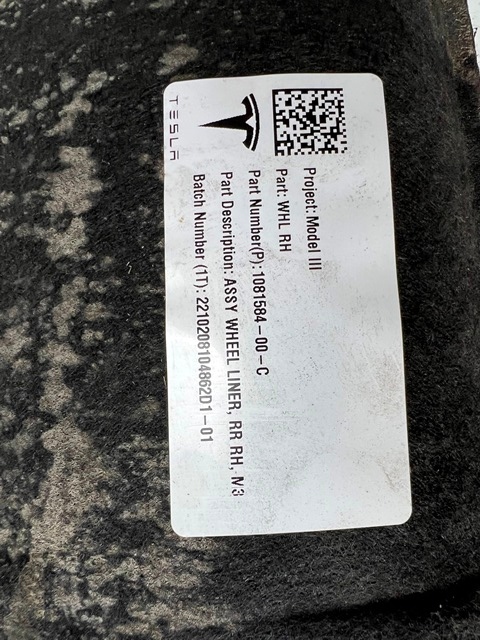 TESLA
Project: Model III
Part: WHL RH
Part Number(P): 1081584-00-C
Part Description: ASSY WHEEL LINER, RR RH, M3
Batch Number (1T): 2210208104862D1-01